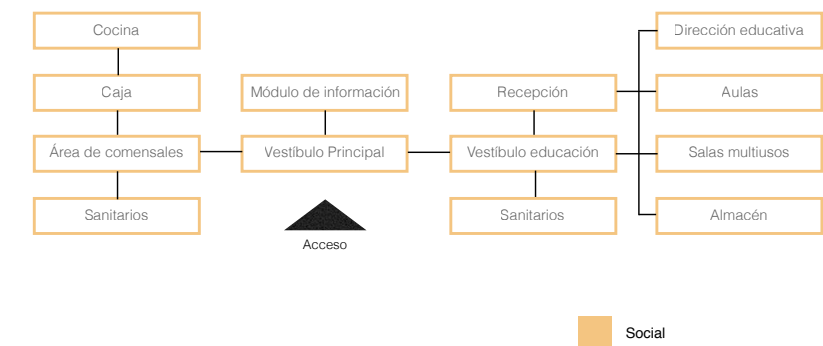 Cocina
Dirección educativa
Caja
Módulo de información
Recepción
Aulas
Área de comensales
Vestíbulo Principal
Vestíbulo educación
Salas multiusos
Sanitarios
Sanitarios
Almacén
Acceso
Social